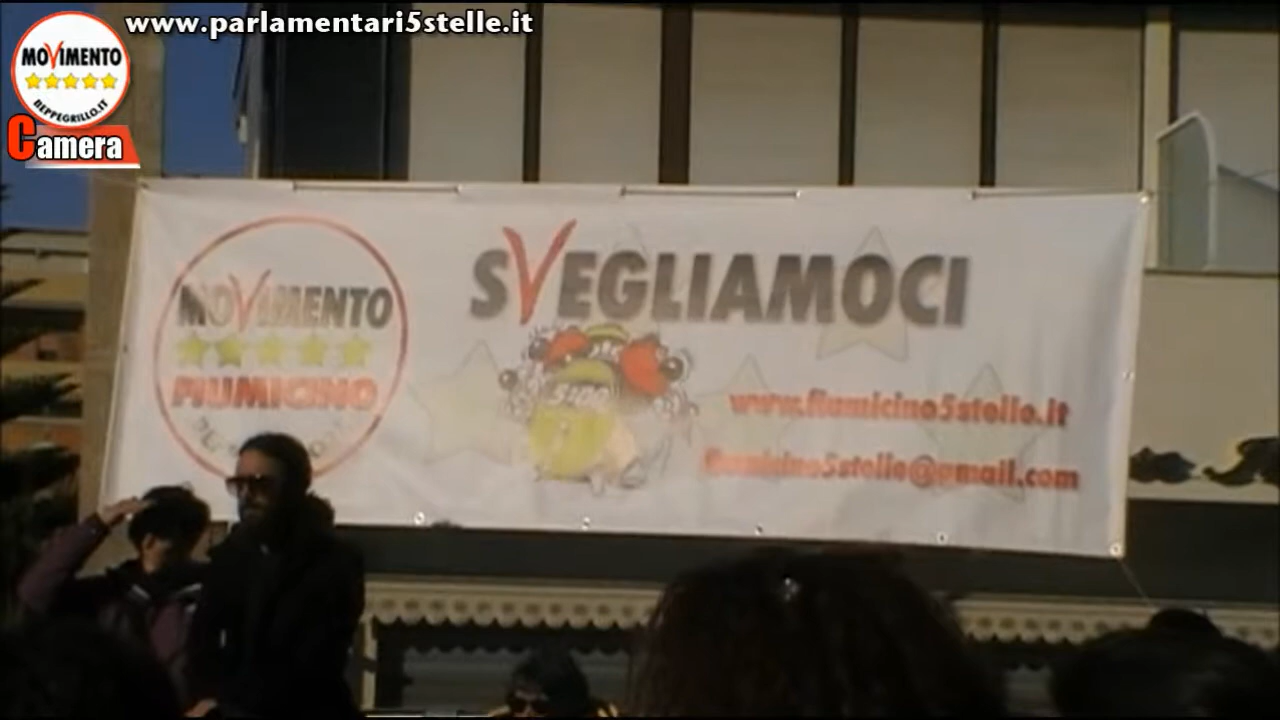 www.parlamentari5stelle.it
MOVIMENTO
BEPPEGRILLO.IT
Camera
SVEGLIAMOCI
MOVIMENTO
FIUMICINO
www.fiumicino5stelle.it
fiumicino5stelle@gmail.com